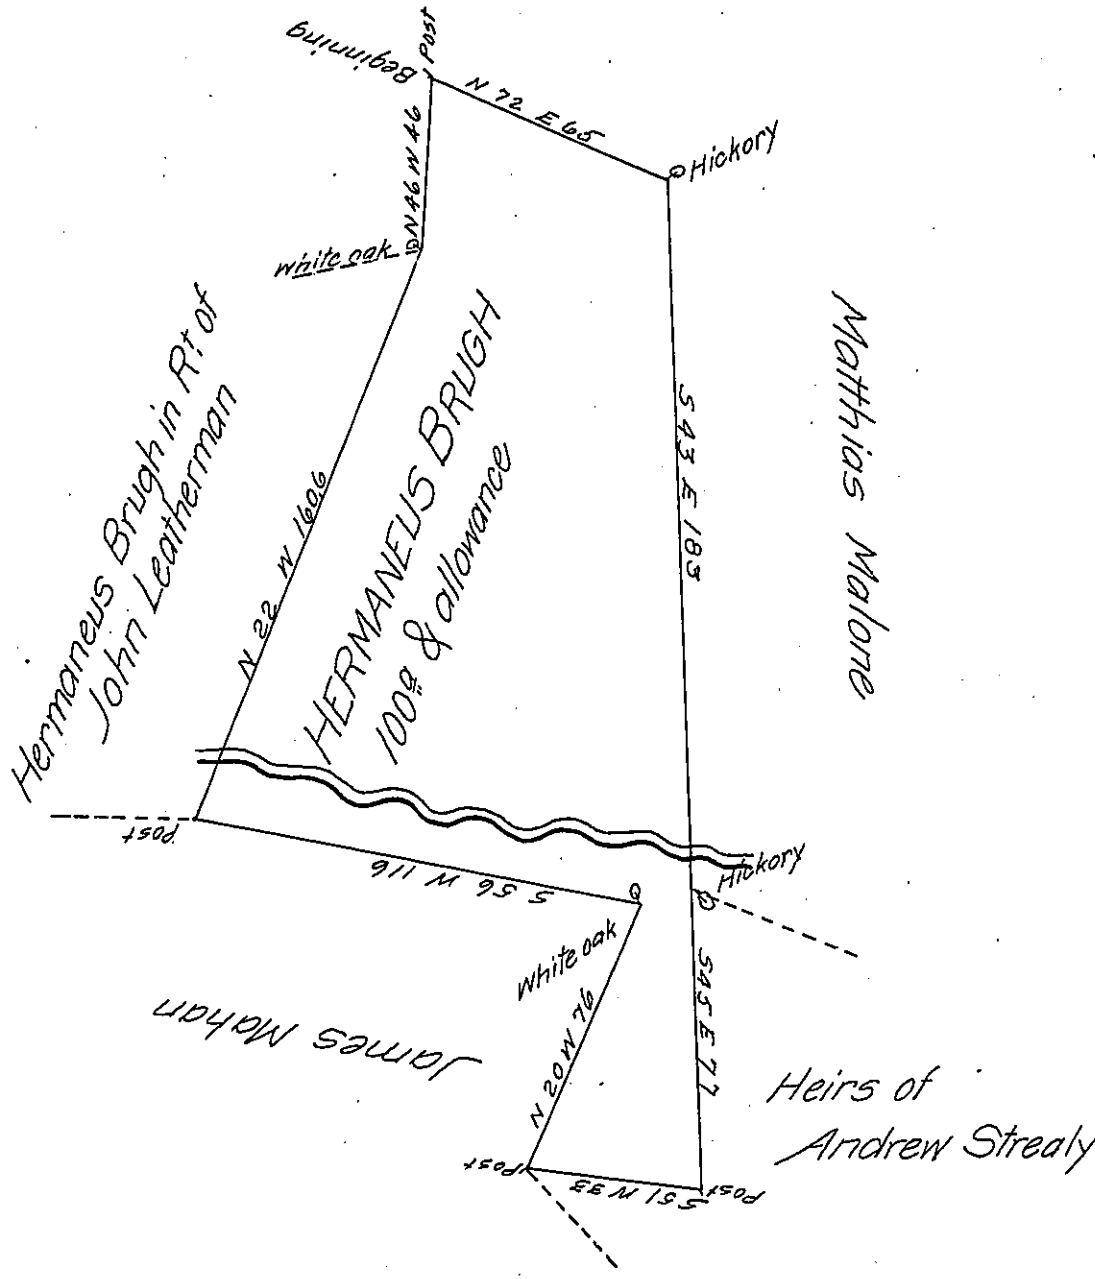 Beginning
Post
N 72 E 65
Hickory
N 46 W 46
White oak
Hermaneus Brugh in Rt. of
John Leatherman
N 22 W 160.6
HERMANEUS BRUGH
100a & allowance
S 43 E 183
Matthias Malone
Post
S 56 W 116
Hickory
White oak
N 20 W 76
S 45 E 77
James Mahan
Heirs of
Andrew Strealy
Post
S 51 W 33
Post